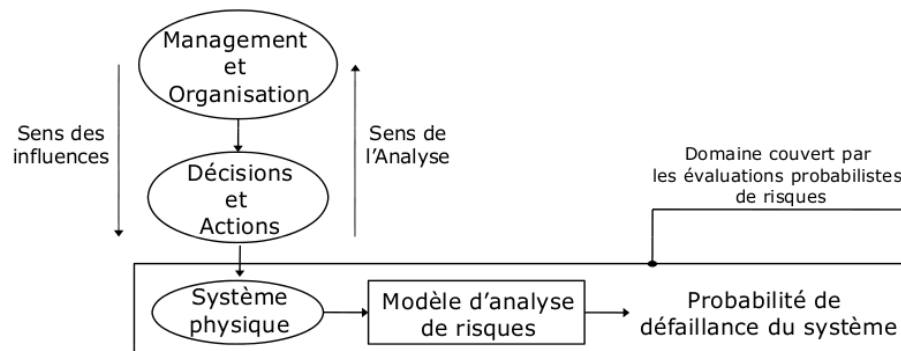 Management
et
Organisation
Sens des
influences
Sens de
l'Analyse
Décisions
et
Actions
Domaine couvert par
les évaluations probabilistes
de risques
Système
physique
Modèle d'analyse
de risques
Probabilité de
défaillance du système